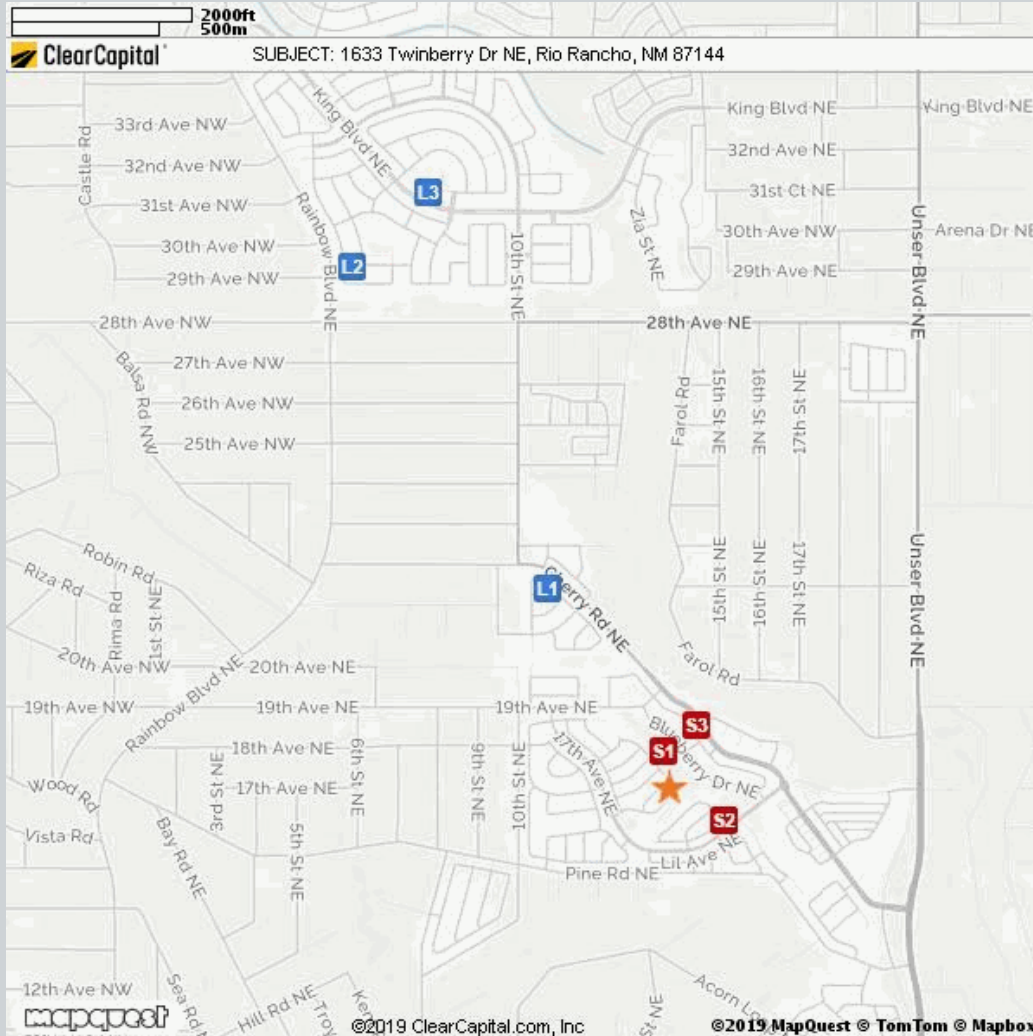 2000ft
500m
ClearCapital
SUBJECT: 1633 Twinberry Dr NE, Rio Rancho, NM 87144
King Blvd NE
King Blvd NE
King Blvd NE
33rd Ave NW
Castle Rd
32nd Ave NW
32nd Ave NE
L3
31st Ct NE
31st Ave NW
Rainbow Blvd NE
Zia St NE
Unser Blvd NE
30th Ave NW
30th Ave NW
Arena Dr NE
10th St NE
L2
29th Ave NW
29th Ave NE
28th Ave NW
28th Ave NE
Balsa Rd NW
27th Ave NW
Farol Rd
15th St NE
16th St NE
17th St NE
26th Ave NW
25th Ave NW
Robin Rd
Riza Rd
Rima Rd
1st St NE
L1
Cherry Rd NE
15th St NE
16th St NE
17th St NE
Unser Blvd NE
20th Ave NW
20th Ave NE
Farol Rd
Rainbow Blvd NE
19th Ave NW
19th Ave NE
19th Ave NE
S3
Blueberry Dr NE
S1
18th Ave NE
3rd St NE
6th St NE
9th St NE
10th St NE
17th Ave NE
17th Ave NE
Wood Rd
S2
Vista Rd
Bay Rd NE
5th St NE
Lil Ave NE
Pine Rd NE
12th Ave NW
Sea Rd N
Hill Rd NE
Troy
Ken
St NE
Acorn Loop
mapquest
©2019 ClearCapital.com, Inc
©2019 MapQuest © TomTom © Mapbo